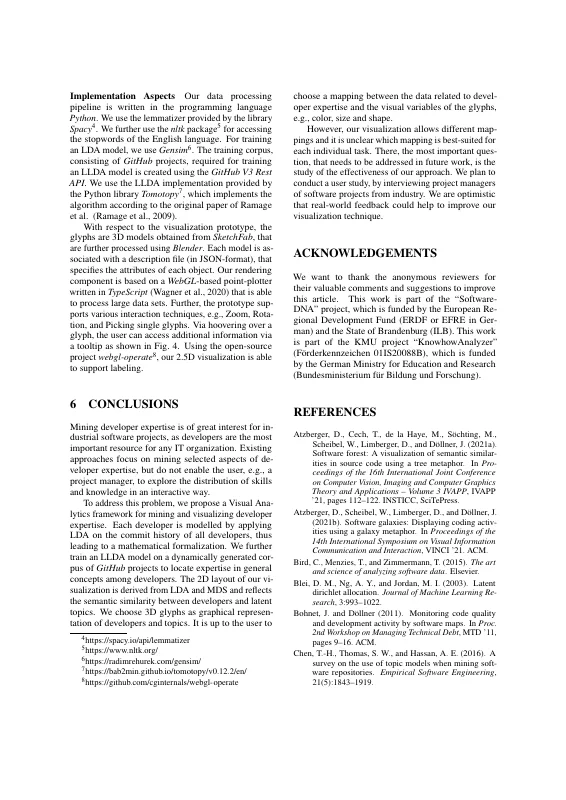 Implementation Aspects Our data processing
pipeline is written in the programming language
Python. We use the lemmatizer provided by the library
Spacy4. We further use the nltk package5 for accessing
the stopwords of the English language. For training
an LDA model, we use Gensim6. The training corpus,
consisting of GitHub projects, required for training
an LLDA model is created using the GitHub V3 Rest
API. We use the LLDA implementation provided by
the Python library Tomotopy7, which implements the
algorithm according to the original paper of Ramage
et al. (Ramage et al., 2009).
With respect to the visualization prototype, the
glyphs are 3D models obtained from SketchFab, that
are further processed using Blender. Each model is as-
sociated with a description file (in JSON-format), that
specifies the attributes of each object. Our rendering
component is based on a WebGL-based point-plotter
written in TypeScript (Wagner et al., 2020) that is able
to process large data sets. Further, the prototype sup-
ports various interaction techniques, e.g., Zoom, Rota-
tion, and Picking single glyphs. Via hoovering over a
glyph, the user can access additional information via
a tooltip as shown in Fig. 4. Using the open-source
project webgl-operate8, our 2.5D visualization is able
to support labeling.
6 CONCLUSIONS
Mining developer expertise is of great interest for in-
dustrial software projects, as developers are the most
important resource for any IT organization. Existing
approaches focus on mining selected aspects of de-
veloper expertise, but do not enable the user, e.g., a
project manager, to explore the distribution of skills
and knowledge in an interactive way.
To address this problem, we propose a Visual Ana-
lytics framework for mining and visualizing developer
expertise. Each developer is modelled by applying
LDA on the commit history of all developers, thus
leading to a mathematical formalization. We further
train an LLDA model on a dynamically generated cor-
pus of GitHub projects to locate expertise in general
concepts among developers. The 2D layout of our vi-
sualization is derived from LDA and MDS and reflects
the semantic similarity between developers and latent
topics. We choose 3D glyphs as graphical represen-
tation of developers and topics. It is up to the user to
4https://spacy.io/api/lemmatizer
5https://www.nltk.org/
6https://radimrehurek.com/gensim/
7https://bab2min.github.io/tomotopy/v0.12.2/en/
8https://github.com/cginternals/webgl-operate
choose a mapping between the data related to devel-
oper expertise and the visual variables of the glyphs,
e.g., color, size and shape.
However, our visualization allows different map-
pings and it is unclear which mapping is best-suited for
each individual task. There, the most important ques-
tion, that needs to be addressed in future work, is the
study of the effectiveness of our approach. We plan to
conduct a user study, by interviewing project managers
of software projects from industry. We are optimistic
that real-world feedback could help to improve our
visualization technique.
ACKNOWLEDGEMENTS
We want to thank the anonymous reviewers for
their valuable comments and suggestions to improve
this article. This work is part of the “Software-
DNA” project, which is funded by the European Re-
gional Development Fund (ERDF or EFRE in Ger-
man) and the State of Brandenburg (ILB). This work
is part of the KMU project “KnowhowAnalyzer”
(Förderkennzeichen 01IS20088B), which is funded
by the German Ministry for Education and Research
(Bundesministerium für Bildung und Forschung).
REFERENCES
Atzberger, D., Cech, T., de la Haye, M., Söchting, M.,
Scheibel, W., Limberger, D., and Döllner, J. (2021a).
Software forest: A visualization of semantic similar-
ities in source code using a tree metaphor. In Pro-
ceedings of the 16th International Joint Conference
on Computer Vision, Imaging and Computer Graphics
Theory and Applications – Volume 3 IVAPP, IVAPP
’21, pages 112–122. INSTICC, SciTePress.
Atzberger, D., Scheibel, W., Limberger, D., and Döllner, J.
(2021b). Software galaxies: Displaying coding activ-
ities using a galaxy metaphor. In Proceedings of the
14th International Symposium on Visual Information
Communication and Interaction, VINCI ’21. ACM.
Bird, C., Menzies, T., and Zimmermann, T. (2015). The art
and science of analyzing software data. Elsevier.
Blei, D. M., Ng, A. Y., and Jordan, M. I. (2003). Latent
dirichlet allocation. Journal of Machine Learning Re-
search, 3:993–1022.
Bohnet, J. and Döllner, J. (2011). Monitoring code quality
and development activity by software maps. In Proc.
2nd Workshop on Managing Technical Debt, MTD ’11,
pages 9–16. ACM.
Chen, T.-H., Thomas, S. W., and Hassan, A. E. (2016). A
survey on the use of topic models when mining soft-
ware repositories. Empirical Software Engineering,
21(5):1843–1919.